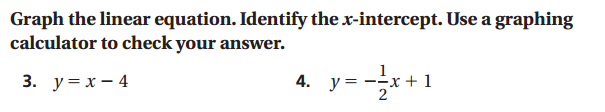 Graph the linear equation. Identify the x-intercept. Use a graphing
calculator to check your answer.
3. y = x − 4 4. y = −1/2x + 1